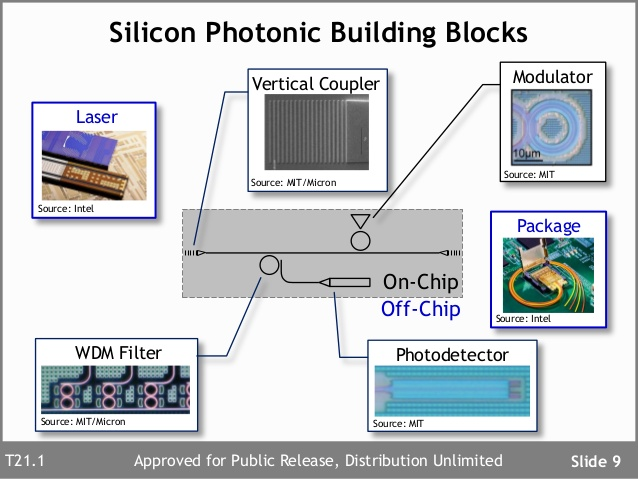 Silicon Photonic Building Blocks
Vertical Coupler
Source: MIT/Micron
Modulator
10µm
Source: MIT
Laser
Source: Intel
Package
Source: Intel
On-Chip
Off-Chip
WDM Filter
Source: MIT/Micron
Photodetector
Source: MIT
T21.1
Approved for Public Release, Distribution Unlimited
Slide 9